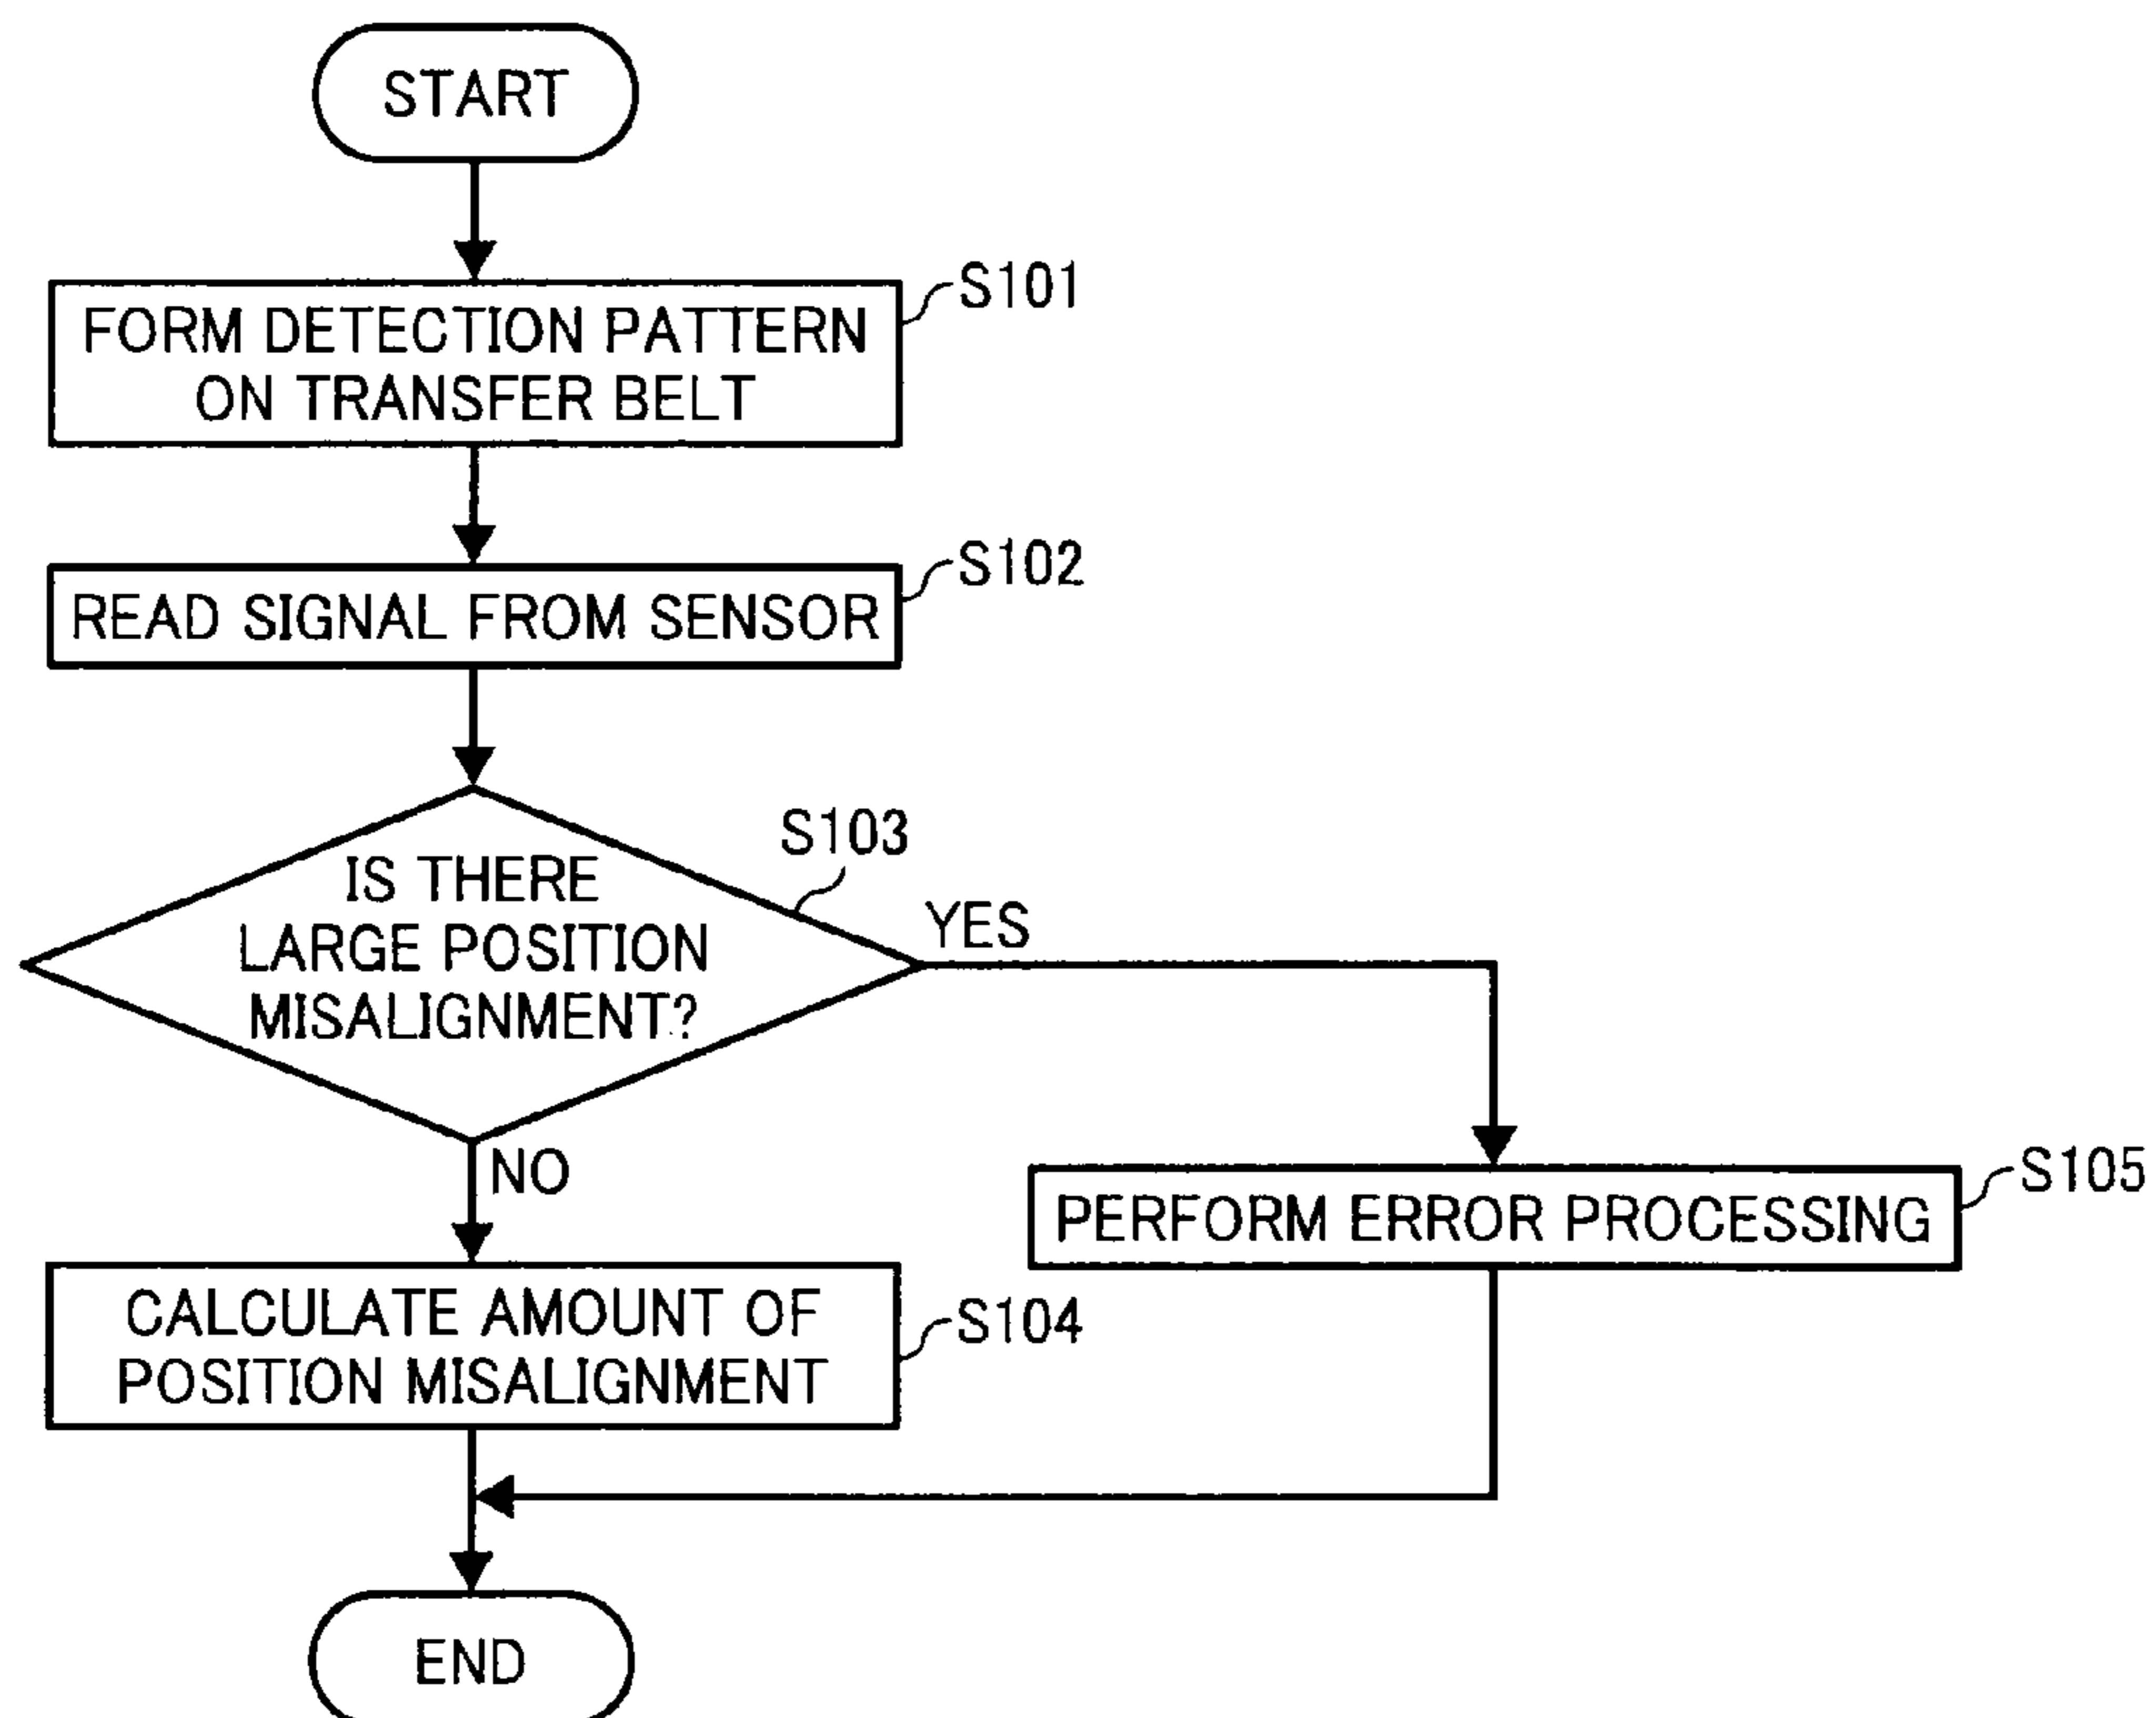 START
FORM DETECTION PATTERN
ON TRANSFER BELT
S101
READ SIGNAL FROM SENSOR
S102
IS THERE
LARGE POSITION
MISALIGNMENT?
S103
YES
NO
PERFORM ERROR PROCESSING
S105
CALCULATE AMOUNT OF
POSITION MISALIGNMENT
S104
END